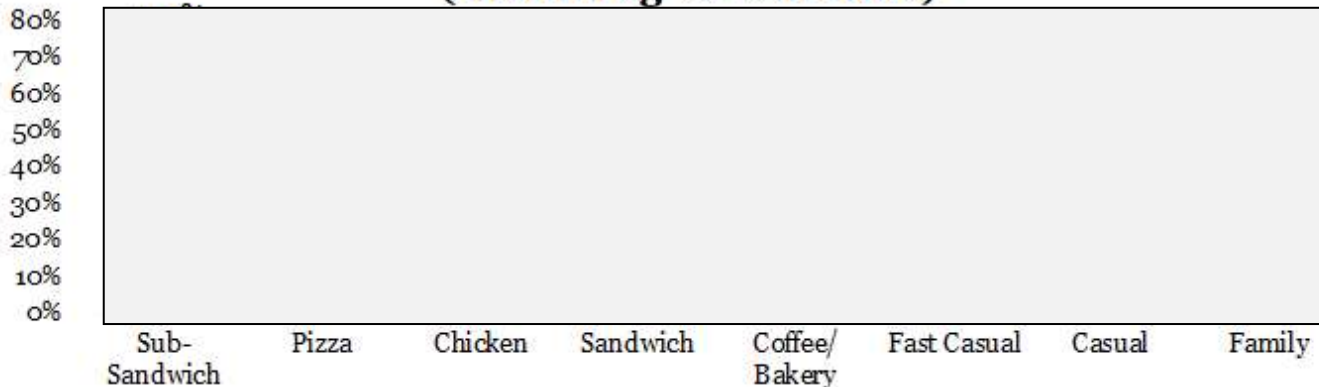 80%
70%
60%
50%
40%
30%
20%
10%
0%
Sub-
Sandwich
Pizza
Chicken
Sandwich
Coffee/
Bakery
Fast Casual
Casual
Family